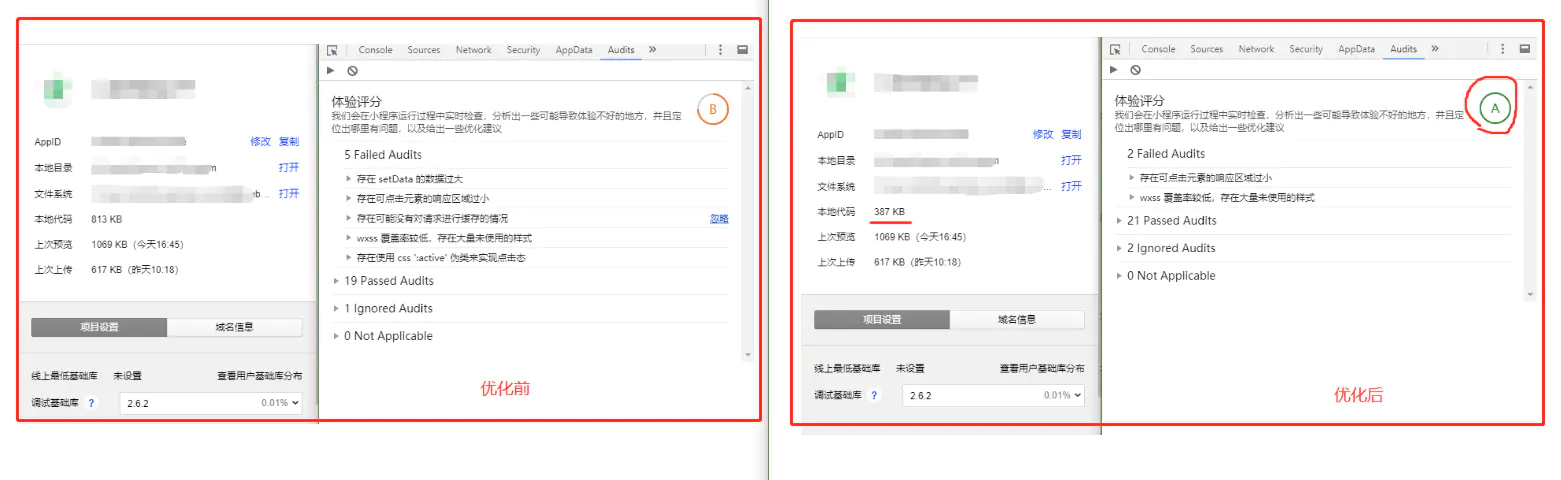 Console Sources Network Security AppData Audits »
体验评分
我们会在小程序运行过程中实时检查，分析出一些可能导致体验不好的地方，并且定
位出哪里有问题，以及给出一些优化建议
B
AppID
修改 复制
本地目录
m
打开
文件系统
eb...
打开
本地代码 813 KB
上次预览 1069 KB（今天16:45）
上次上传 617 KB（昨天10:18）
5 Failed Audits
存在 setData 的数据过大
存在可点击元素的响应区域过小
存在可能没有对请求进行缓存的情况 忽略
wxss 覆盖率较低，存在大量未使用的样式
存在使用 css ':active' 伪类来实现点击态
19 Passed Audits
1 Ignored Audits
0 Not Applicable
项目设置 域名信息
线上最低基础库 未设置 查看用户基础库分布
调试基础库 ? 2.6.2 0.01%
优化前
Console Sources Network Security AppData Audits »
体验评分
我们会在小程序运行过程中实时检查，分析出一些可能导致体验不好的地方，并且定
位出哪里有问题，以及给出一些优化建议
A
AppID
修改 复制
本地目录
打开
文件系统
...
打开
本地代码 387 KB
上次预览 1069 KB（今天16:45）
上次上传 617 KB（昨天10:18）
2 Failed Audits
存在可点击元素的响应区域过小
wxss 覆盖率较低，存在大量未使用的样式
21 Passed Audits
2 Ignored Audits
0 Not Applicable
项目设置 域名信息
线上最低基础库 未设置 查看用户基础库分布
调试基础库 ? 2.6.2 0.01%
优化后